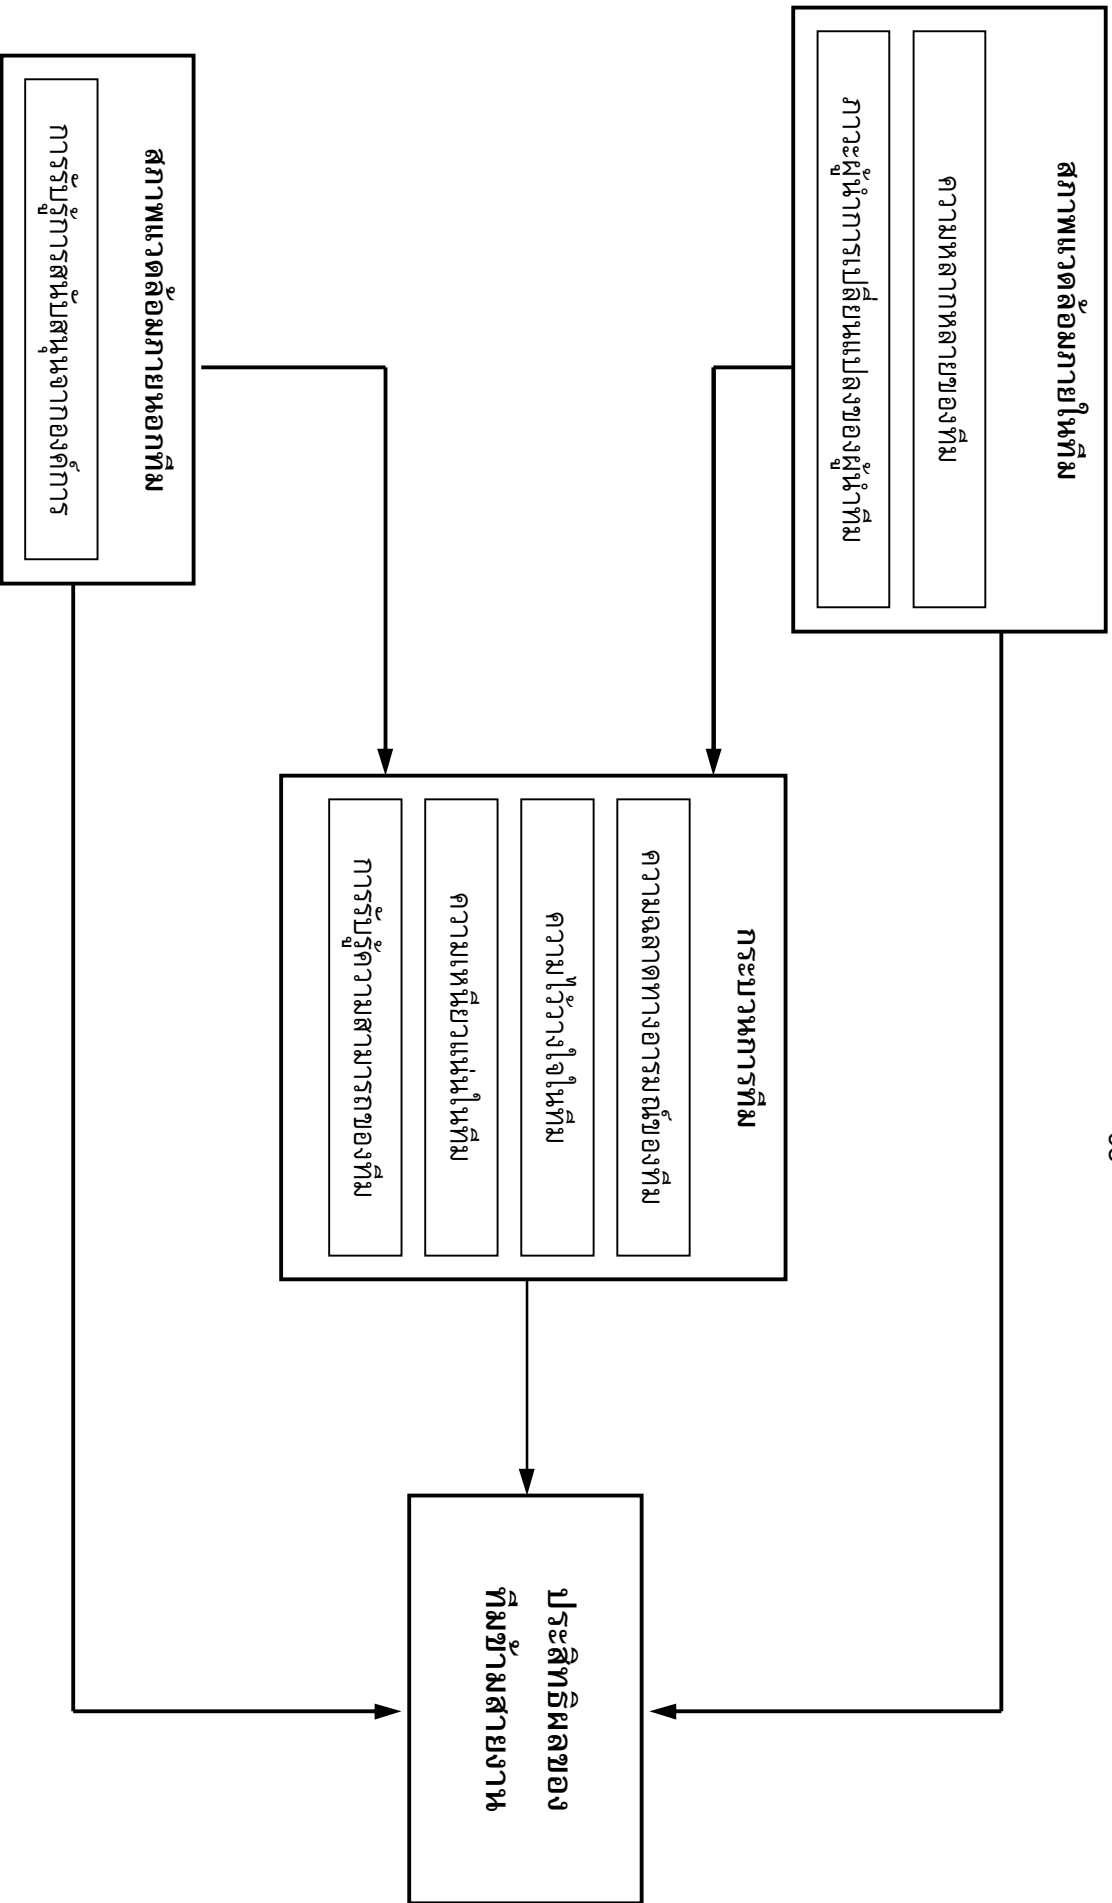 สภาพแวดล้อมภายในทีม
ความหลากหลายของทีม
ภาวะผู้นำการเปลี่ยนแปลงของผู้นำทีม
กระบวนการทีม
ความฉลาดทางอารมณ์ของทีม
ความไว้วางใจในทีม
ความเหนียวแน่นในทีม
การรับรู้ความสามารถของทีม
ประสิทธิผลของ
ทีมข้ามสายงาน
สภาพแวดล้อมภายนอกทีม
การรับรู้การสนับสนุนจากองค์การ